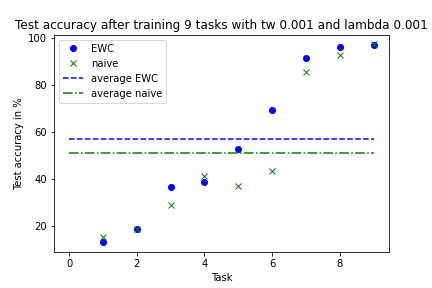 Test accuracy after training 9 tasks with tw 0.001 and lambda 0.001
100
80
60
40
20
Test accuracy in %
EWC
naive
average EWC
average naive
0 2 4 6 8
Task